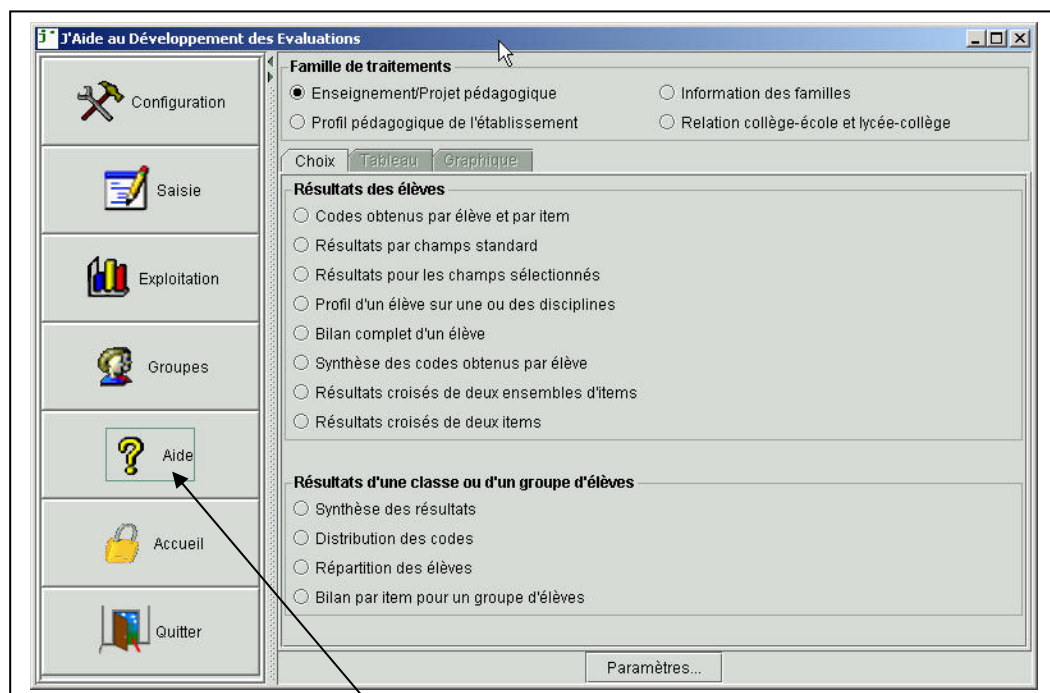 J'Aide au Développement des Evaluations
Configuration
Saisie
Exploitation
Groupes
Aide
Accueil
Quitter
Famille de traitements
Enseignement/Projet pédagogique
Information des familles
Profil pédagogique de l'établissement
Relation collège-école et lycée-collège
Choix
Tableau
Graphique
Résultats des élèves
Codes obtenus par élève et par item
Résultats par champs standard
Résultats pour les champs sélectionnés
Profil d'un élève sur une ou des disciplines
Bilan complet d'un élève
Synthèse des codes obtenus par élève
Résultats croisés de deux ensembles d'items
Résultats croisés de deux items
Résultats d'une classe ou d'un groupe d'élèves
Synthèse des résultats
Distribution des codes
Répartition des élèves
Bilan par item pour un groupe d'élèves
Paramètres...